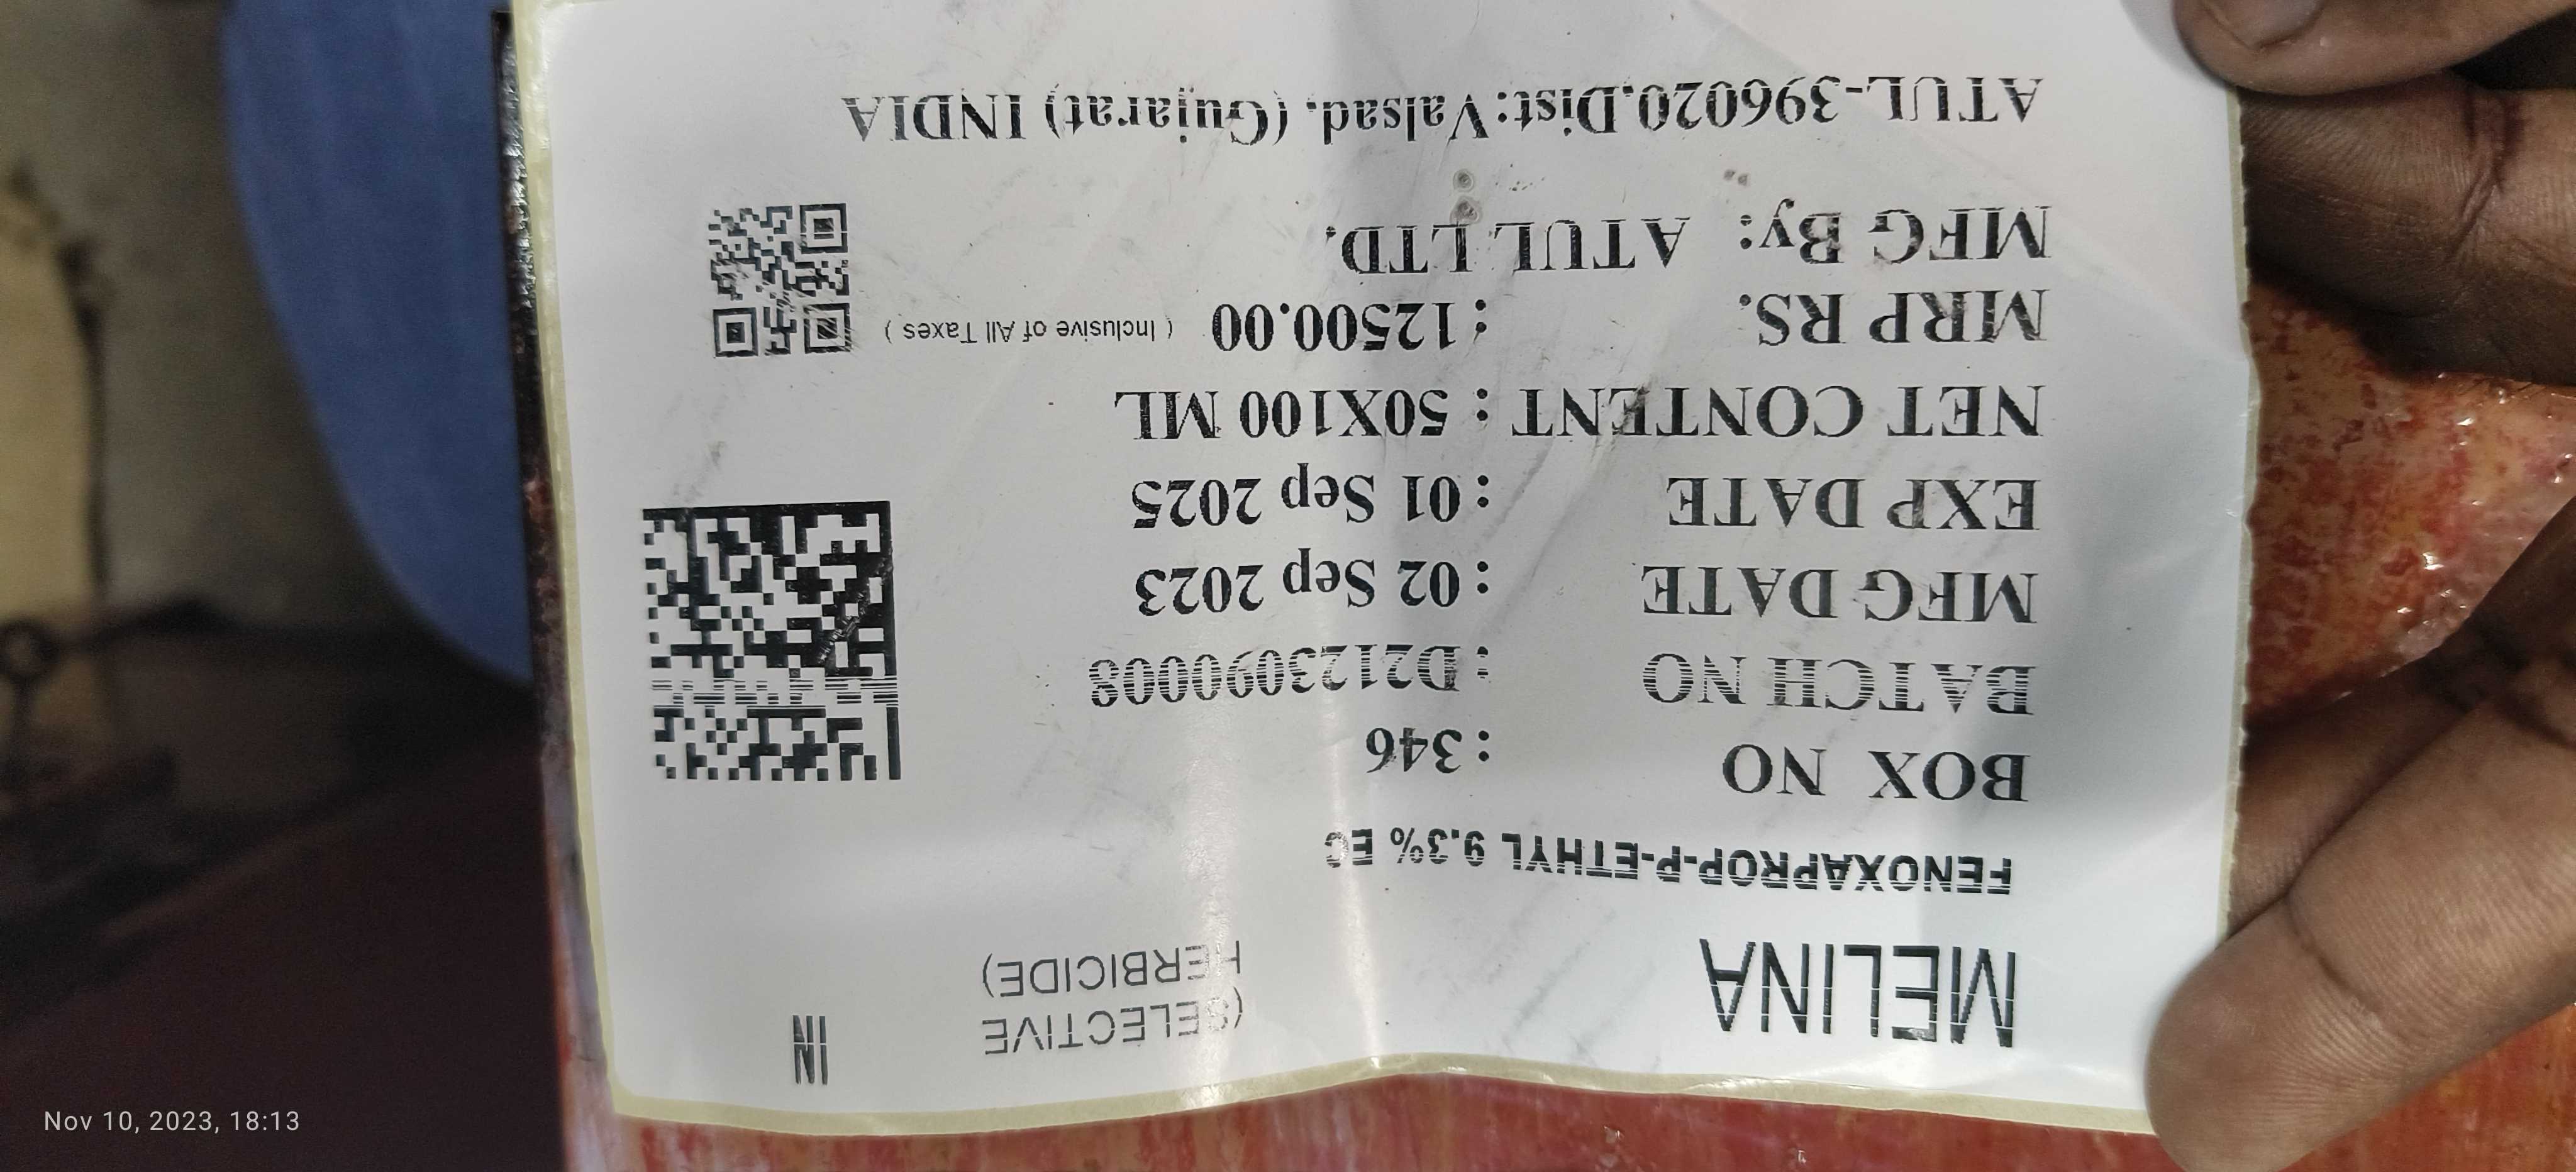 MELINA (SELECTIVE HERBICIDE) IN
FENOXAPROP-P-ETHYL 9.3% EC
BOX NO : 346
BATCH NO : D2123090008
MFG DATE : 02 Sep 2023
EXP DATE : 01 Sep 2025
NET CONTENT : 50X100 ML
MRP RS. : 12500.00 ( Inclusive of All Taxes )
MFG By: ATUL LTD.
ATUL-396020.Dist:Valsad. (Gujarat) INDIA
Nov 10, 2023, 18:13